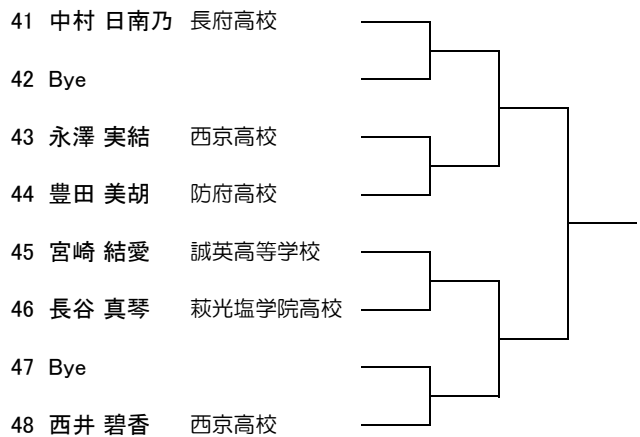 41 中村 日南乃 長府高校
42 Bye
43 永澤 実結 西京高校
44 豊田 美胡 防府高校
45 宮崎 結愛 誠英高等学校
46 長谷 真琴 萩光塩学院高校
47 Bye
48 西井 碧香 西京高校